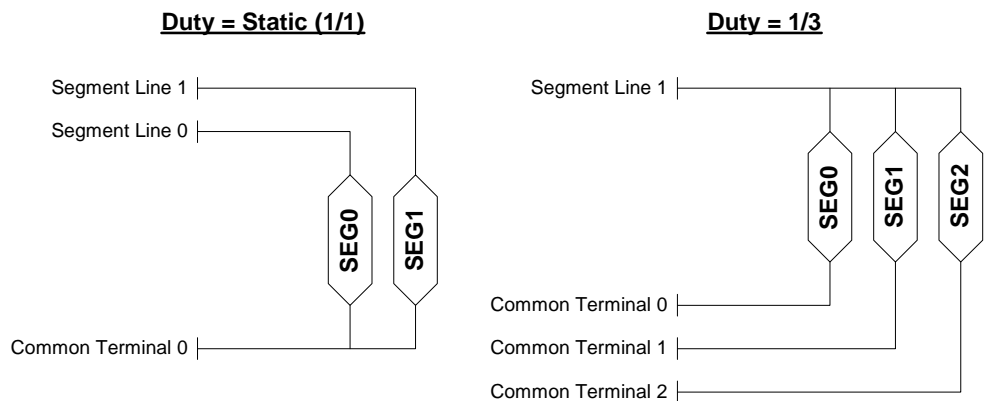 Duty = Static (1/1)
Segment Line 1
Segment Line 0
SEG0
SEG1
Common Terminal 0
Duty = 1/3
Segment Line 1
SEG0
SEG1
SEG2
Common Terminal 0
Common Terminal 1
Common Terminal 2